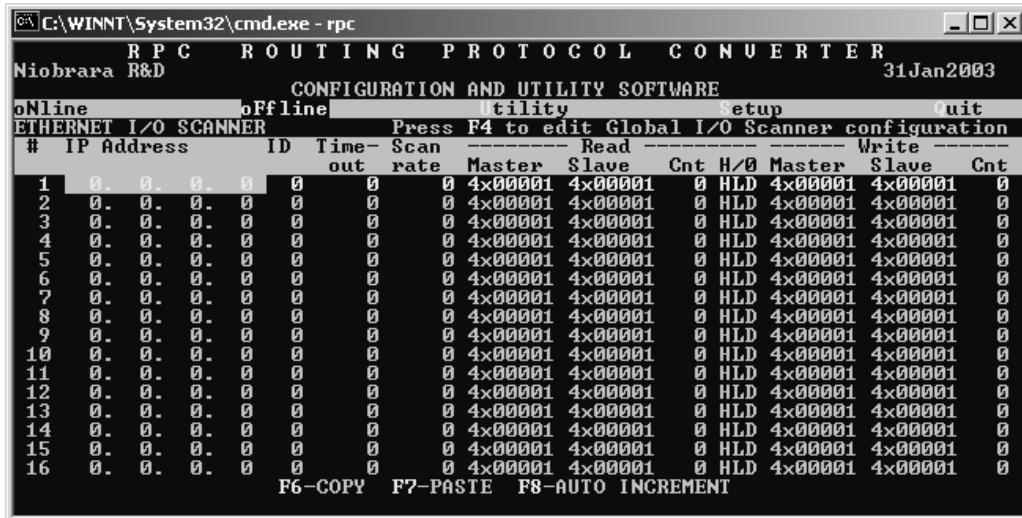 C:\WINNT\System32\cmd.exe - rpc
R P C R O U T I N G P R O T O C O L C O N V E R T E R
Niobrara R&D 31Jan2003
CONFIGURATION AND UTILITY SOFTWARE
oNline oFfline Utility Setup Quit
ETHERNET I/O SCANNER Press F4 to edit Global I/O Scanner configuration
# IP Address ID Time- Scan -------- Read --------- ------ Write ------
out rate Master Slave Cnt H/0 Master Slave Cnt
1 0. 0. 0. 0 0 0 0 4x00001 4x00001 0 HLD 4x00001 4x00001 0
2 0. 0. 0. 0 0 0 0 4x00001 4x00001 0 HLD 4x00001 4x00001 0
3 0. 0. 0. 0 0 0 0 4x00001 4x00001 0 HLD 4x00001 4x00001 0
4 0. 0. 0. 0 0 0 0 4x00001 4x00001 0 HLD 4x00001 4x00001 0
5 0. 0. 0. 0 0 0 0 4x00001 4x00001 0 HLD 4x00001 4x00001 0
6 0. 0. 0. 0 0 0 0 4x00001 4x00001 0 HLD 4x00001 4x00001 0
7 0. 0. 0. 0 0 0 0 4x00001 4x00001 0 HLD 4x00001 4x00001 0
8 0. 0. 0. 0 0 0 0 4x00001 4x00001 0 HLD 4x00001 4x00001 0
9 0. 0. 0. 0 0 0 0 4x00001 4x00001 0 HLD 4x00001 4x00001 0
10 0. 0. 0. 0 0 0 0 4x00001 4x00001 0 HLD 4x00001 4x00001 0
11 0. 0. 0. 0 0 0 0 4x00001 4x00001 0 HLD 4x00001 4x00001 0
12 0. 0. 0. 0 0 0 0 4x00001 4x00001 0 HLD 4x00001 4x00001 0
13 0. 0. 0. 0 0 0 0 4x00001 4x00001 0 HLD 4x00001 4x00001 0
14 0. 0. 0. 0 0 0 0 4x00001 4x00001 0 HLD 4x00001 4x00001 0
15 0. 0. 0. 0 0 0 0 4x00001 4x00001 0 HLD 4x00001 4x00001 0
16 0. 0. 0. 0 0 0 0 4x00001 4x00001 0 HLD 4x00001 4x00001 0
F6-COPY F7-PASTE F8-AUTO INCREMENT